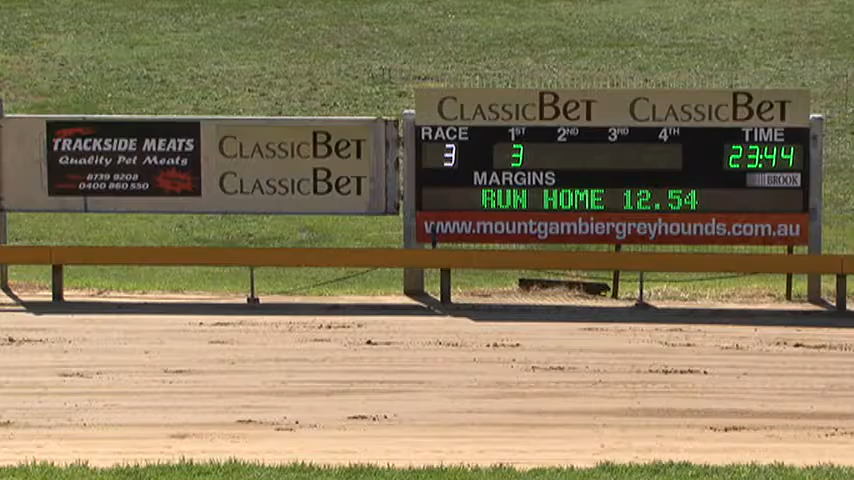 TRACKSIDE MEATS
Quality Pet Meats
8739 9208
0400 860 550
CLASSICBET
CLASSICBET
CLASSICBET CLASSICBET
RACE 1ST 2ND 3RD 4TH TIME
3 3 23:44
MARGINS BROOK
RUN HOME 12.54
www.mountgambiergreyhounds.com.au